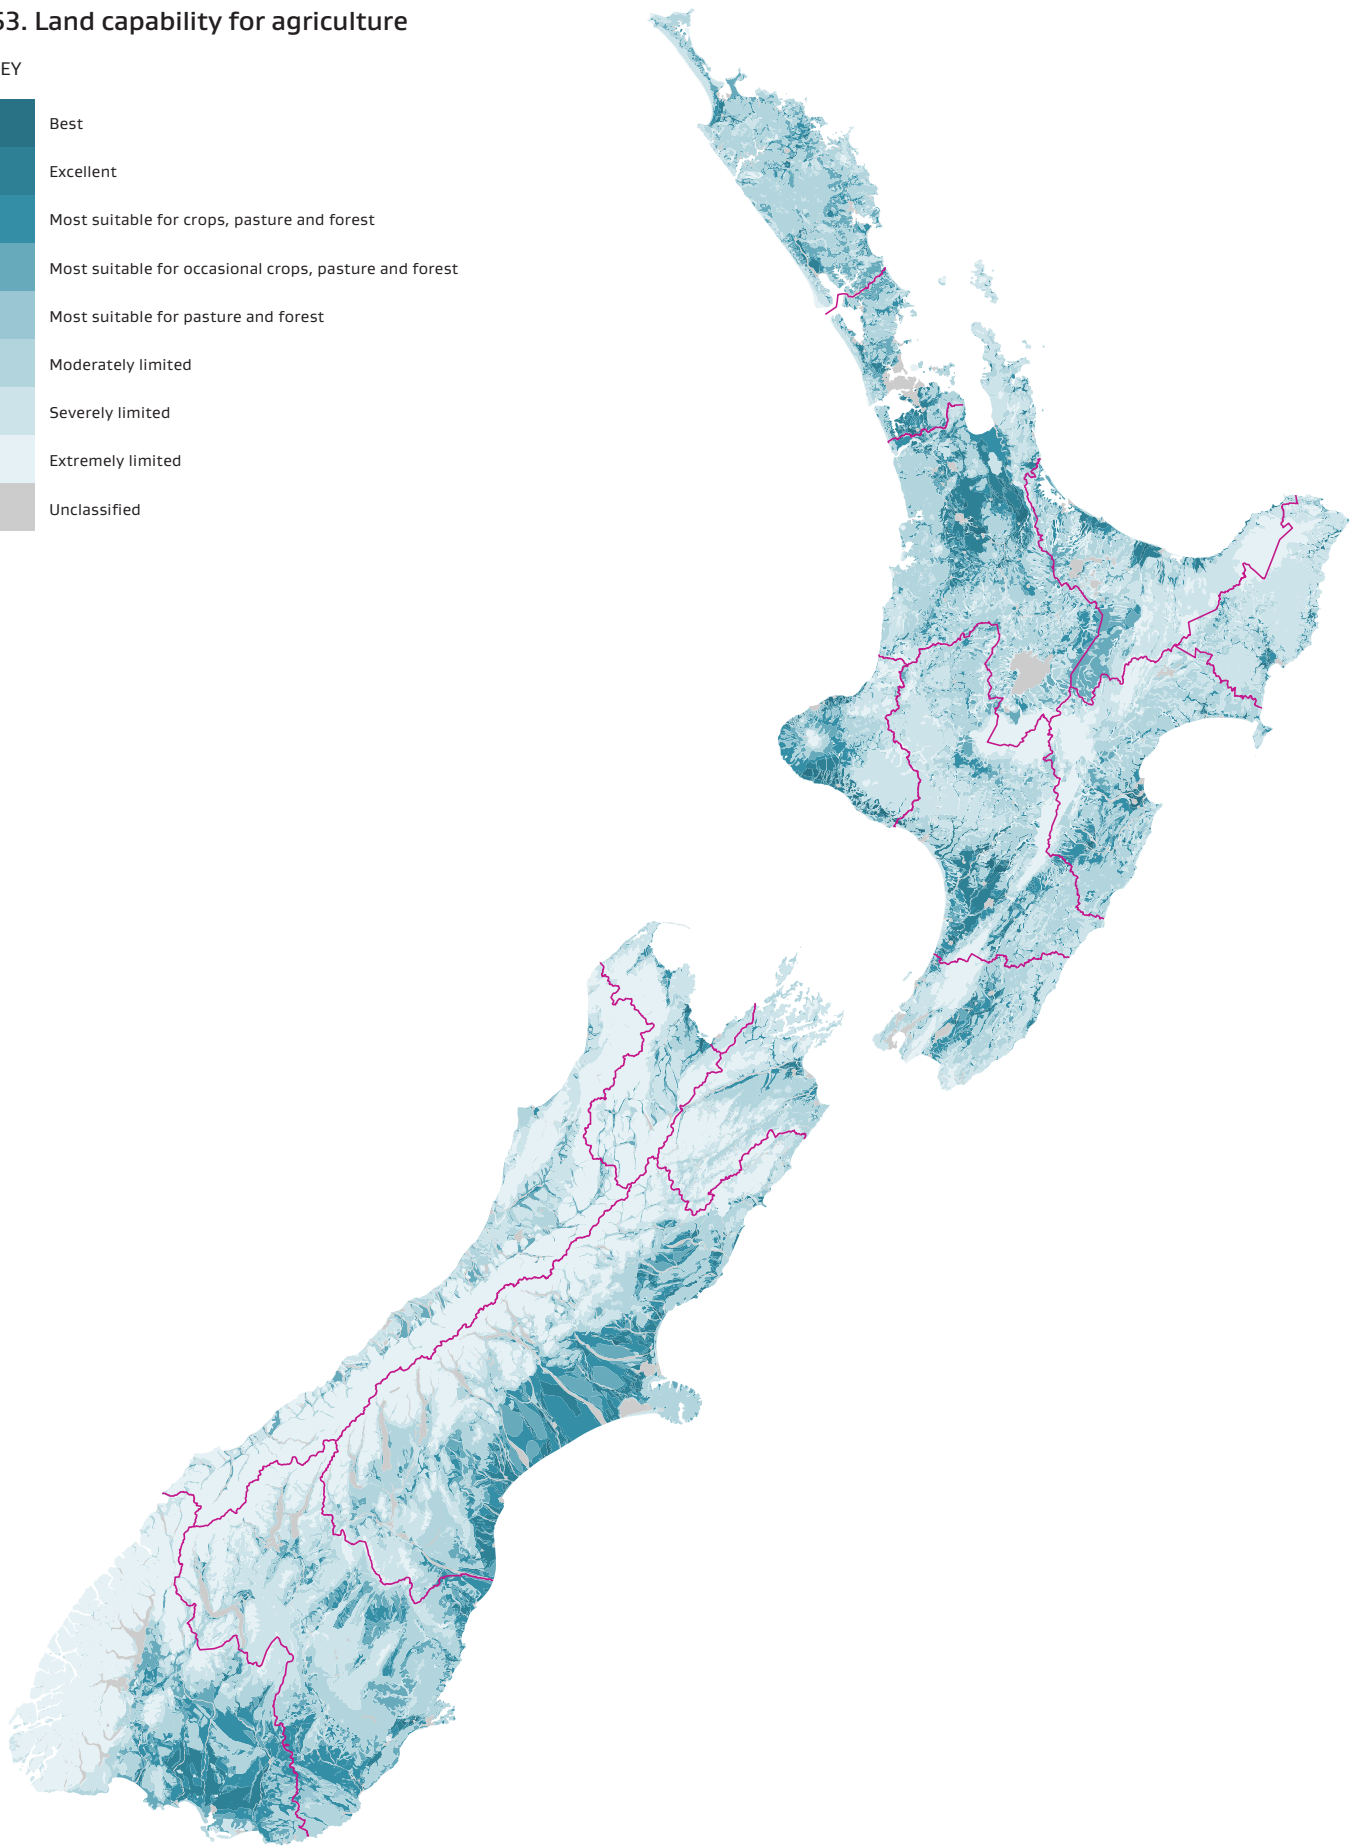 53. Land capability for agriculture
EY
Best
Excellent
Most suitable for crops, pasture and forest
Most suitable for occasional crops, pasture and forest
Most suitable for pasture and forest
Moderately limited
Severely limited
Extremely limited
Unclassified